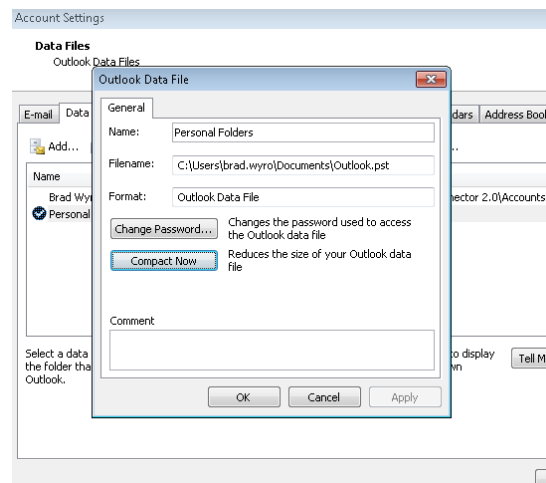 Account Settings
Data Files
Outlook Data Files
Outlook Data File
E-mail
Data
General
dars
Address Book
Add...
Name:
Personal Folders
Filename:
C:\Users\brad.wyro\Documents\Outlook.pst
Name
Format:
Outlook Data File
Brad Wyr
nector 2.0\Accounts
Personal
Change Password...
Changes the password used to access
the Outlook data file
Compact Now
Reduces the size of your Outlook data
file
Comment
Select a data
the folder tha
Outlook.
to display
wn
Tell M
OK
Cancel
Apply